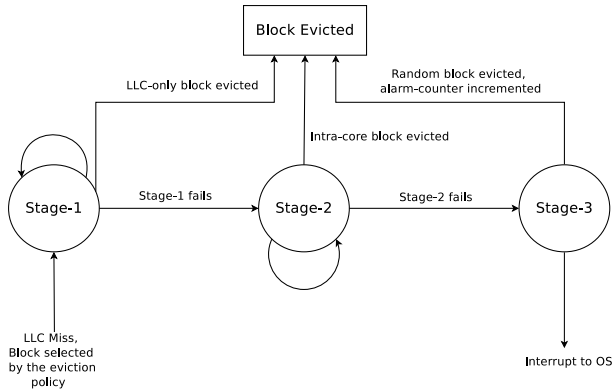 Block Evicted
LLC-only block evicted
Random block evicted,
alarm-counter incremented
Intra-core block evicted
Stage-1
Stage-1 fails
Stage-2
Stage-2 fails
Stage-3
LLC Miss,
Block selected
by the eviction
policy
Interrupt to OS